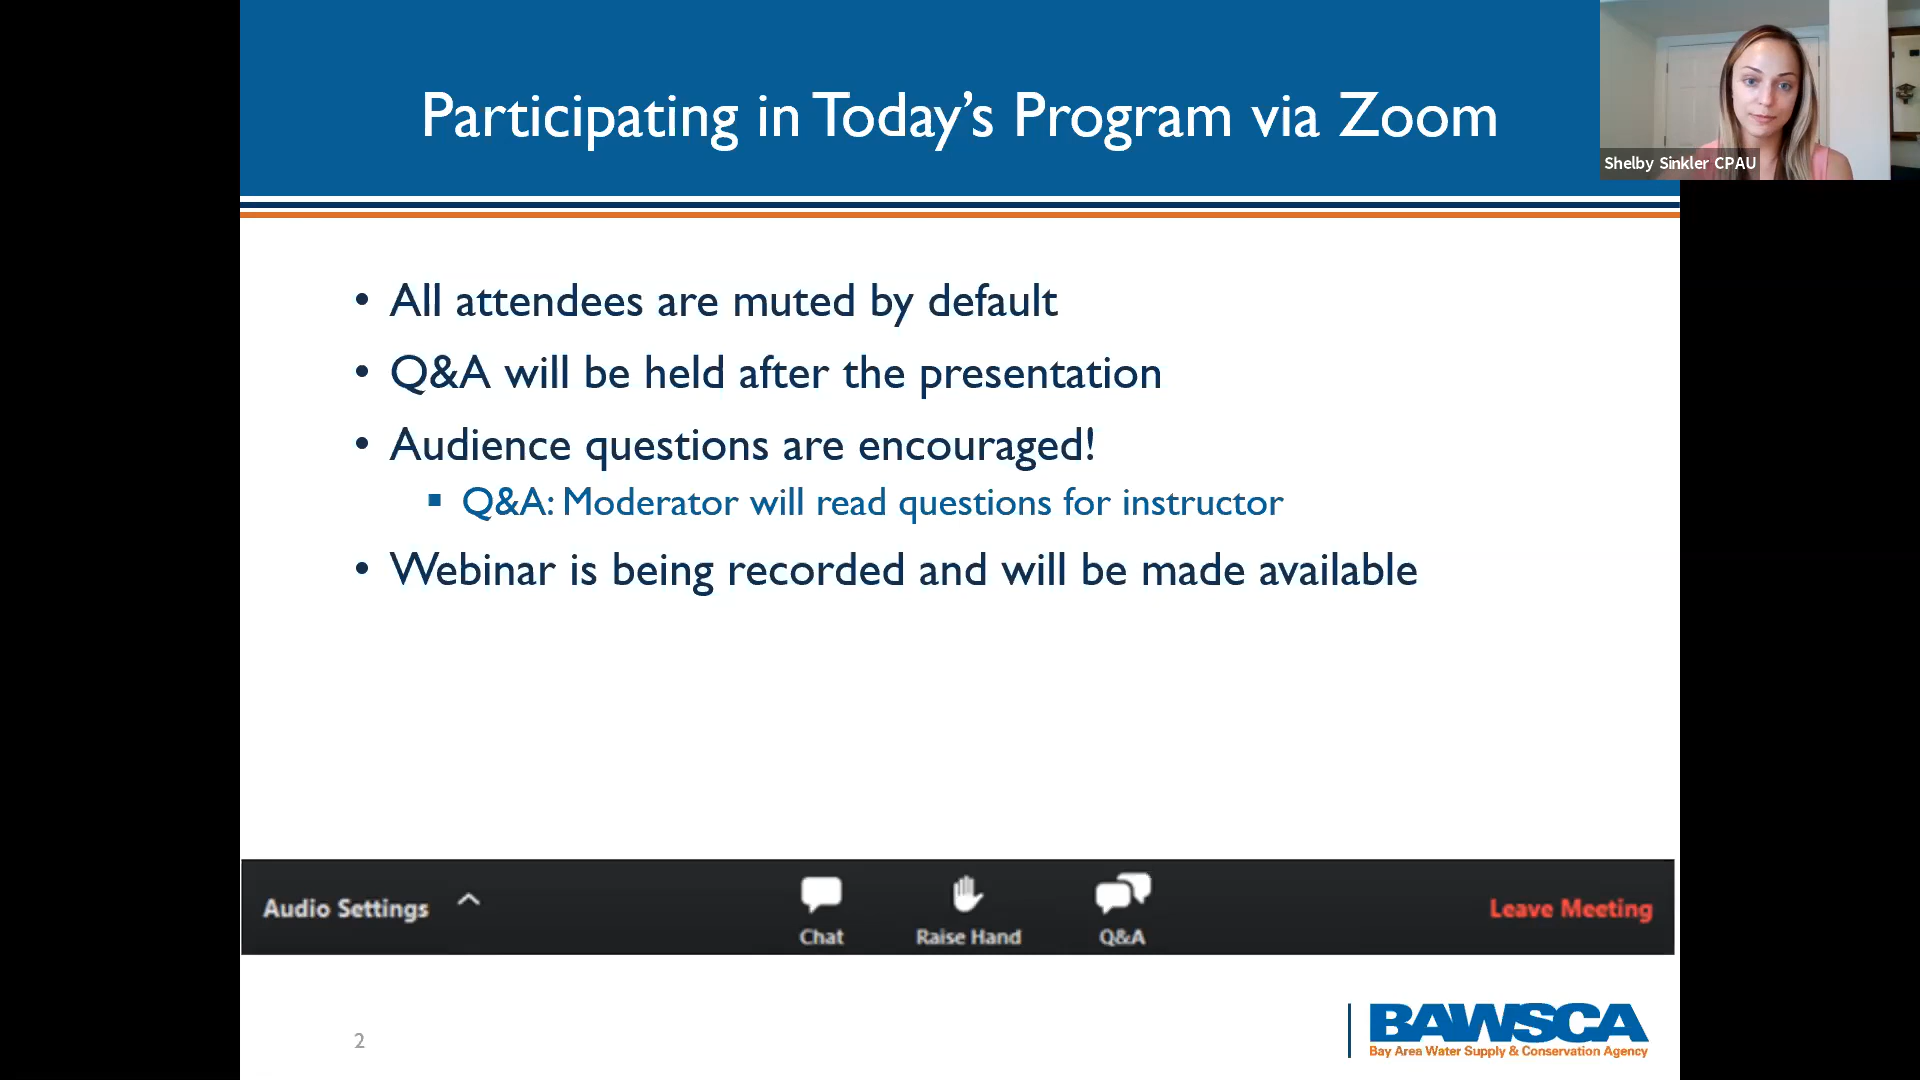 Participating in Today's Program via Zoom
Shelby Sinkler CPAU
• All attendees are muted by default
• Q&A will be held after the presentation
• Audience questions are encouraged!
▪ Q&A: Moderator will read questions for instructor
• Webinar is being recorded and will be made available
Audio Settings
Chat
Raise Hand
Q&A
Leave Meeting
2
BAWSCA
Bay Area Water Supply & Conservation Agency